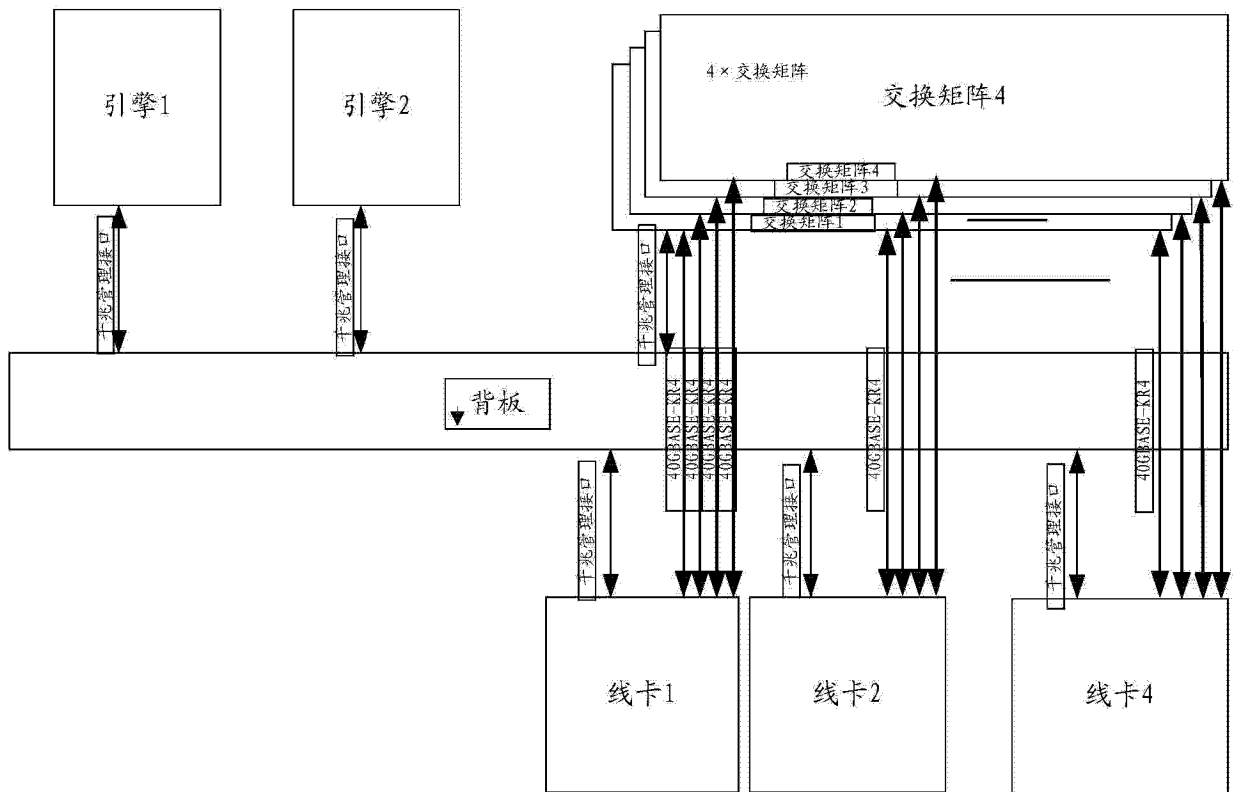 引擎1
引擎2
4×交换矩阵
交换矩阵4
交换矩阵4
交换矩阵3
交换矩阵2
交换矩阵1
千兆管理接口
千兆管理接口
千兆管理接口
背板
40GBASE-KR4
40GBASE-KR4
40GBASE-KR4
40GBASE-KR4
40GBASE-KR4
40GBASE-KR4
千兆管理接口
千兆管理接口
千兆管理接口
线卡1
线卡2
线卡4